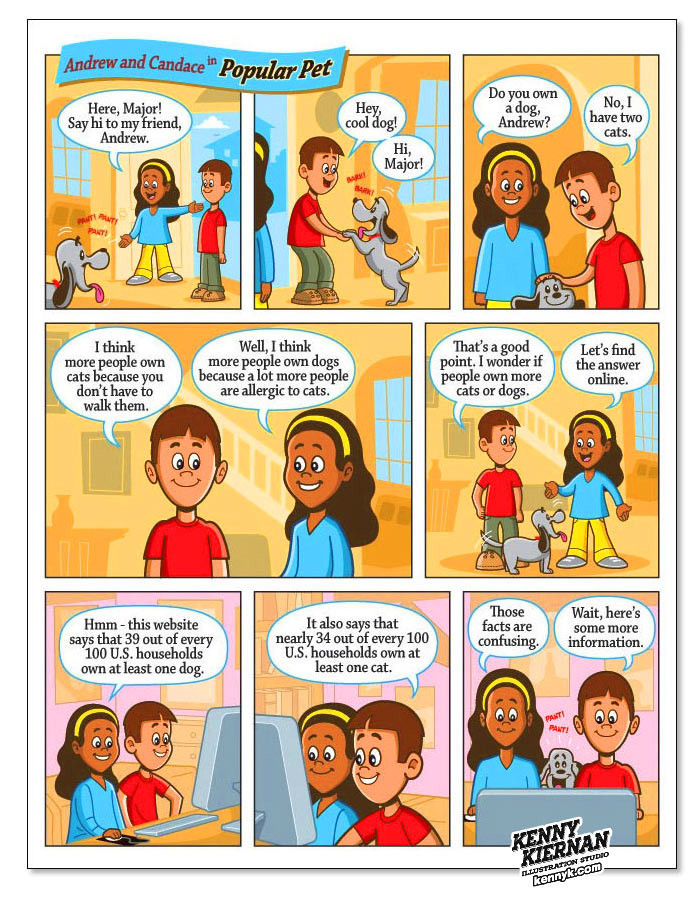 Andrew and Candace in Popular Pet
Here, Major!
Say hi to my friend,
Andrew.
PANT! PANT!
PANT!
Hey,
cool dog!
Hi,
Major!
BARK!
BARK!
Do you own
a dog,
Andrew?
No, I
have two
cats.
I think
more people own
cats because you
don't have to
walk them.
Well, I think
more people own dogs
because a lot more people
are allergic to cats.
That's a good
point. I wonder if
people own more
cats or dogs.
Let's find
the answer
online.
Hmm - this website
says that 39 out of every
100 U.S. households
own at least one dog.
It also says that
nearly 34 out of every 100
U.S. households own at
least one cat.
Those
facts are
confusing.
Wait, here's
some more
information.
PANT!
PANT!
KENNY
KIERNAN
ILLUSTRATION STUDIO
kennyk.com